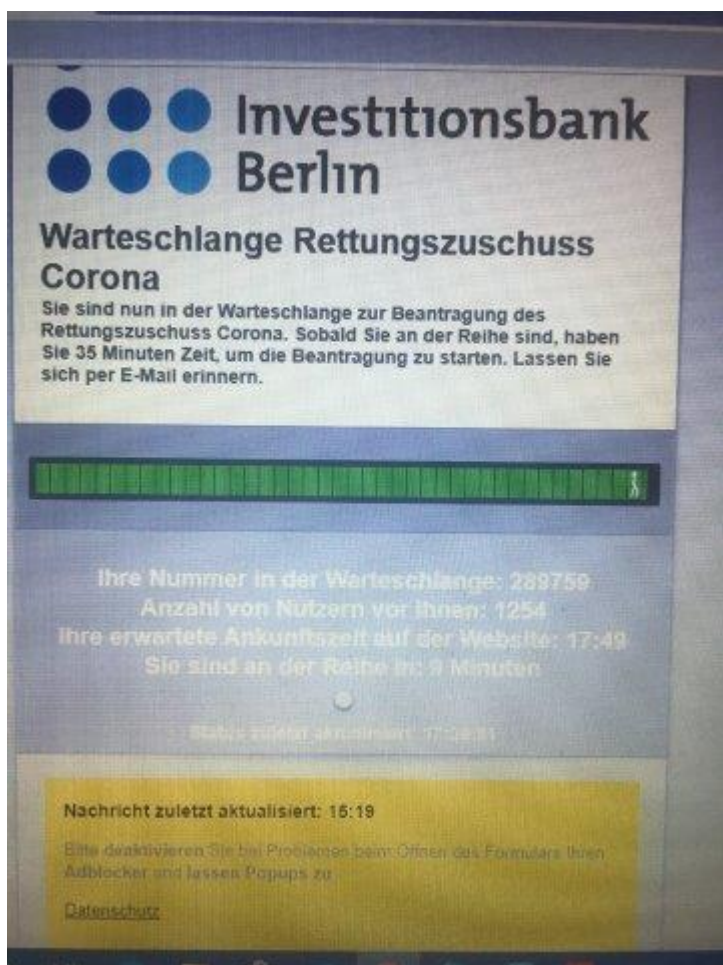 Investitionsbank
Berlin
Warteschlange Rettungszuschuss
Corona
Sie sind nun in der Warteschlange zur Beantragung des
Rettungszuschuss Corona. Sobald Sie an der Reihe sind, haben
Sie 35 Minuten Zeit, um die Beantragung zu starten. Lassen Sie
sich per E-Mail erinnern.
Ihre Nummer in der Warteschlange: 289759
Anzahl von Nutzern vor Ihnen: 1254
Ihre erwartete Ankunftszeit auf der Website: 17:49
Sie sind an der Reihe in: 9 Minuten
Status zuletzt aktualisiert:
Nachricht zuletzt aktualisiert: 15:19
Bitte deaktivieren Sie bei Problemen beim Öffnen des Formulars Ihren
Adblocker und lassen Popups zu
Datenschutz